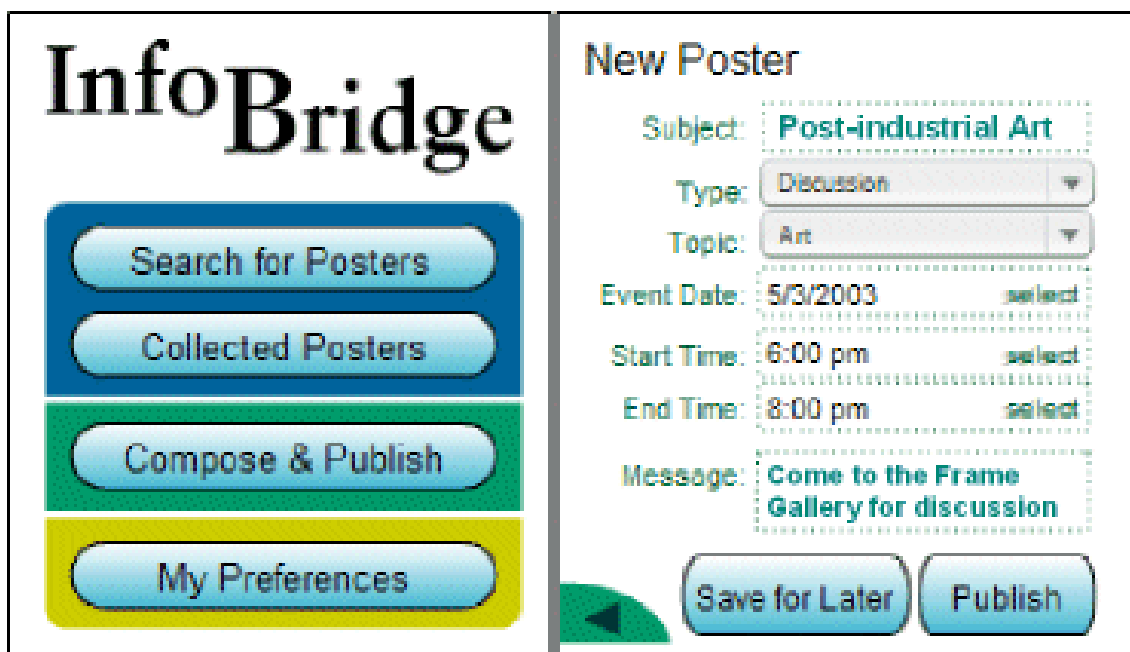 InfoBridge
Search for Posters
Collected Posters
Compose & Publish
My Preferences
New Poster
Subject: Post-industrial Art
Type: Discussion
Topic: Art
Event Date: 5/3/2003 select
Start Time: 6:00 pm select
End Time: 8:00 pm select
Message: Come to the Frame
Gallery for discussion
Save for Later Publish